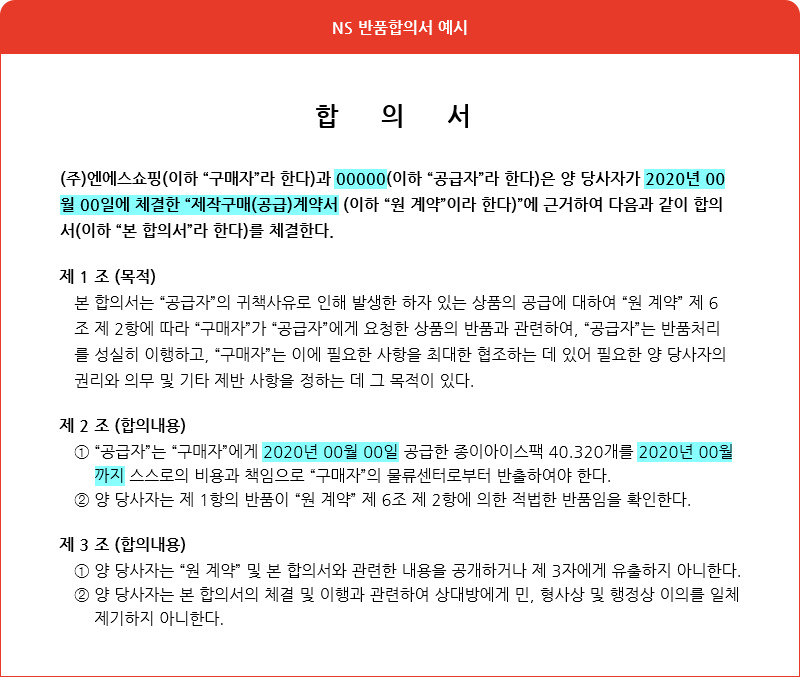 NS 반품합의서 예시
합 의 서
(주)엔에스쇼핑(이하 “구매자”라 한다)과 00000(이하 “공급자”라 한다)은 양 당사자가 2020년 00
월 00일에 체결한 “제작구매(공급)계약서 (이하 “원 계약”이라 한다)”에 근거하여 다음과 같이 합의
서(이하 “본 합의서”라 한다)를 체결한다.
제 1 조 (목적)
본 합의서는 “공급자”의 귀책사유로 인해 발생한 하자 있는 상품의 공급에 대하여 “원 계약” 제 6
조 제 2항에 따라 “구매자”가 “공급자”에게 요청한 상품의 반품과 관련하여, “공급자”는 반품처리
를 성실히 이행하고, “구매자”는 이에 필요한 사항을 최대한 협조하는 데 있어 필요한 양 당사자의
권리와 의무 및 기타 제반 사항을 정하는 데 그 목적이 있다.
제 2 조 (합의내용)
① “공급자”는 “구매자”에게 2020년 00월 00일 공급한 종이아이스팩 40.320개를 2020년 00월
까지 스스로의 비용과 책임으로 “구매자”의 물류센터로부터 반출하여야 한다.
② 양 당사자는 제 1항의 반품이 “원 계약” 제 6조 제 2항에 의한 적법한 반품임을 확인한다.
제 3 조 (합의내용)
① 양 당사자는 “원 계약” 및 본 합의서와 관련한 내용을 공개하거나 제 3자에게 유출하지 아니한다.
② 양 당사자는 본 합의서의 체결 및 이행과 관련하여 상대방에게 민, 형사상 및 행정상 이의를 일체
제기하지 아니한다.